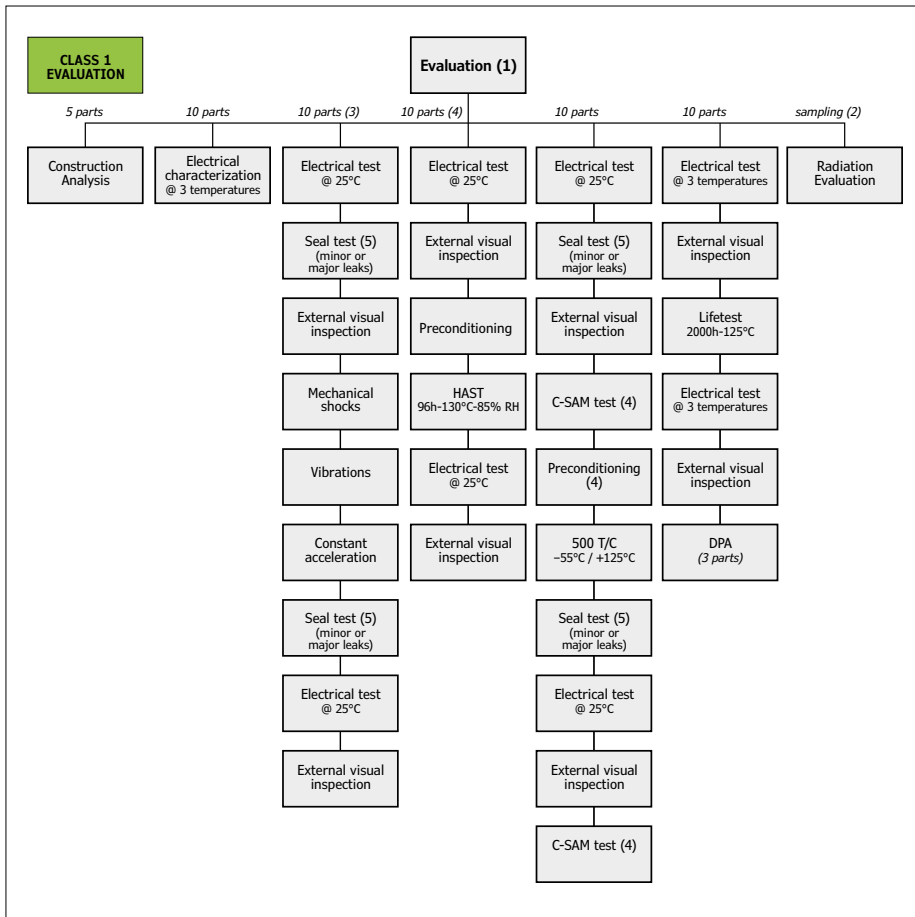 CLASS 1
EVALUATION
Evaluation (1)
5 parts
10 parts
10 parts (3)
10 parts (4)
10 parts
10 parts
sampling (2)
Construction
Analysis
Electrical
characterization
@ 3 temperatures
Electrical test
@ 25°C
Seal test (5)
(minor or
major leaks)
External visual
inspection
Mechanical
shocks
Vibrations
Constant
acceleration
Seal test (5)
(minor or
major leaks)
Electrical test
@ 25°C
External visual
inspection
Electrical test
@ 25°C
External visual
inspection
Preconditioning
HAST
96h-130°C-85% RH
Electrical test
@ 25°C
External visual
inspection
Electrical test
@ 25°C
Seal test (5)
(minor or
major leaks)
External visual
inspection
C-SAM test (4)
Preconditioning
(4)
500 T/C
–55°C / +125°C
Seal test (5)
(minor or
major leaks)
Electrical test
@ 25°C
External visual
inspection
C-SAM test (4)
Electrical test
@ 3 temperatures
External visual
inspection
Lifetest
2000h-125°C
Electrical test
@ 3 temperatures
External visual
inspection
DPA
(3 parts)
Radiation
Evaluation